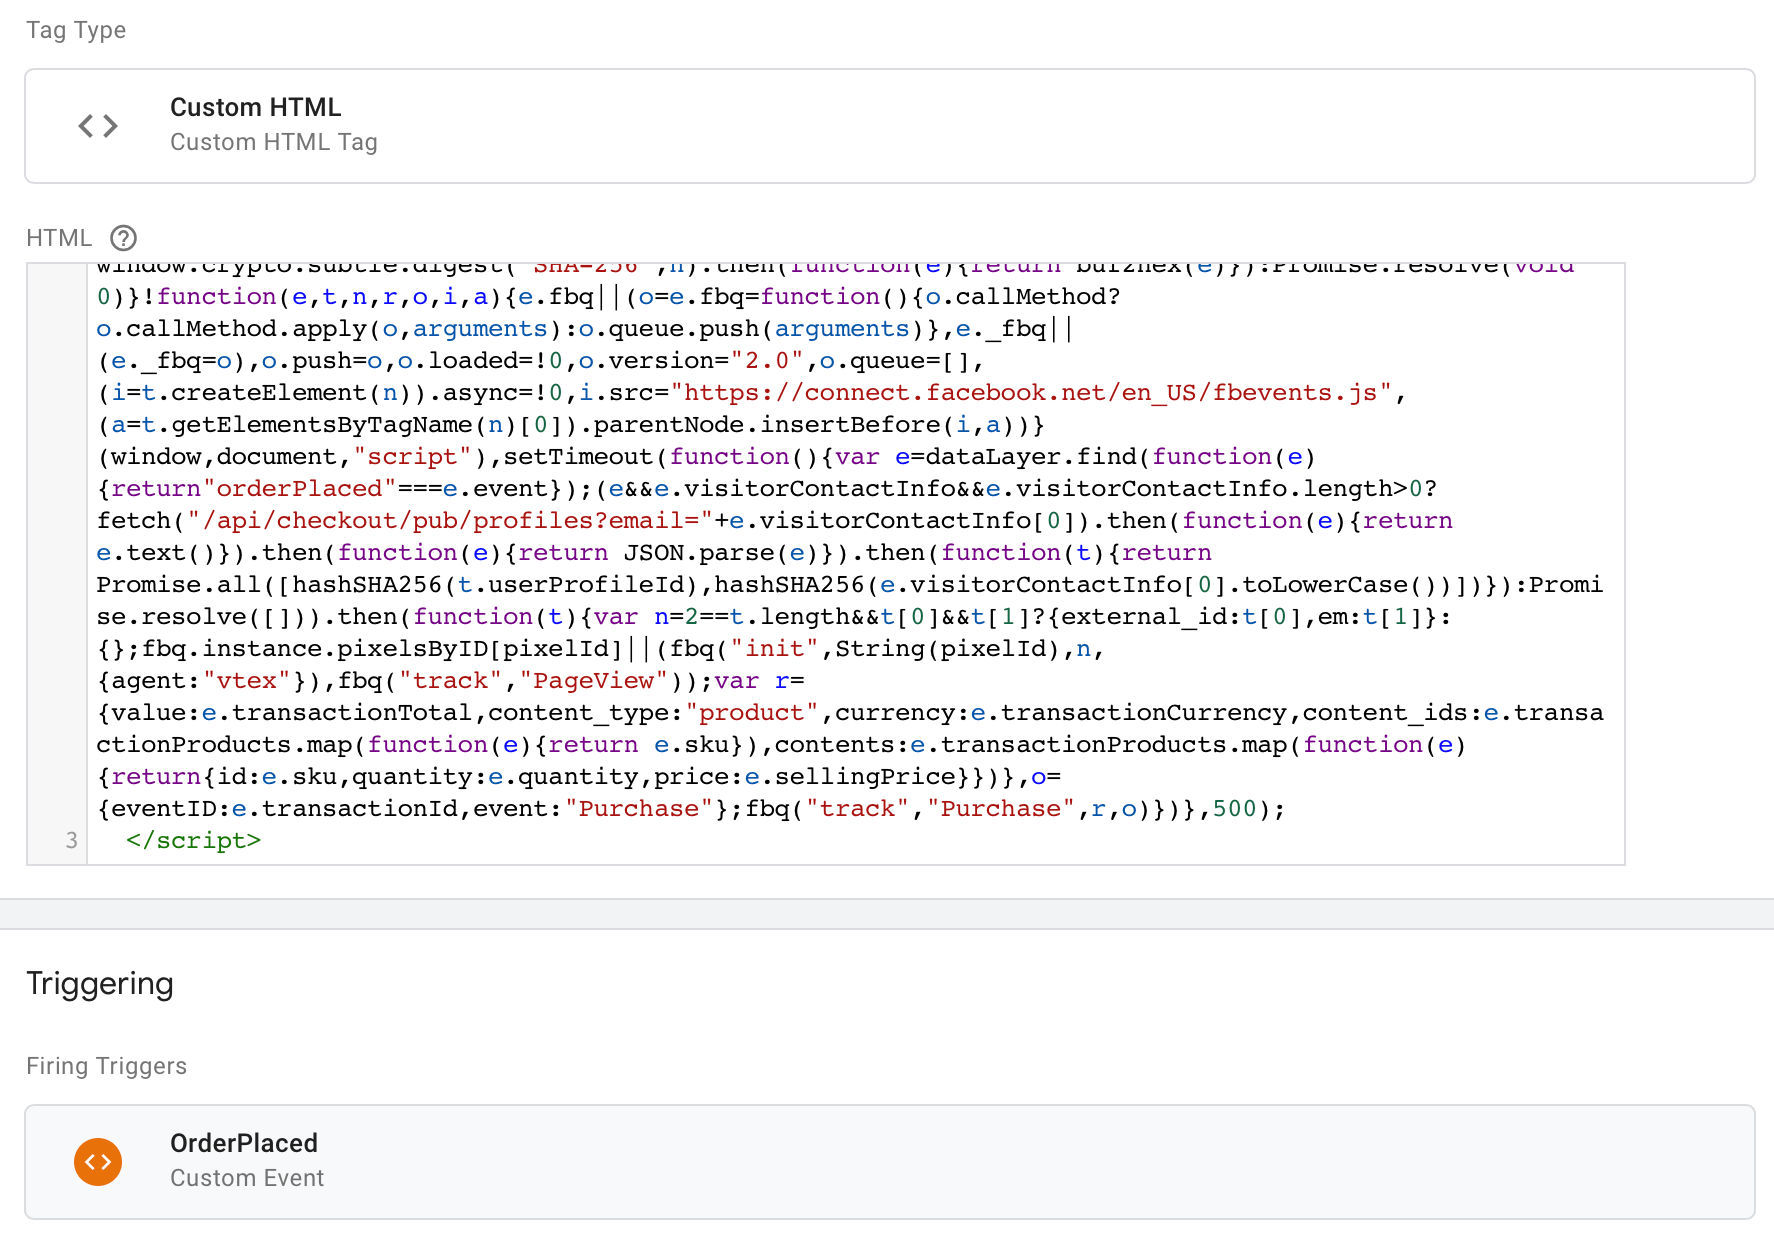 Tag Type
Custom HTML
Custom HTML Tag
HTML
window.crypto.subtle.digest("SHA-256",n).then(function(e){return buf2hex(e)}):Promise.resolve(void
0)}!function(e,t,n,r,o,i,a){e.fbq||(o=e.fbq=function(){o.callMethod?
o.callMethod.apply(o,arguments):o.queue.push(arguments)},e._fbq||
(e._fbq=o),o.push=o,o.loaded=!0,o.version="2.0",o.queue=[],
(i=t.createElement(n)).async=!0,i.src="https://connect.facebook.net/en_US/fbevents.js",
(a=t.getElementsByTagName(n)[0]).parentNode.insertBefore(i,a))}
(window,document,"script"),setTimeout(function(){var e=dataLayer.find(function(e)
{return"orderPlaced"===e.event});(e&&e.visitorContactInfo&&e.visitorContactInfo.length>0?
fetch("/api/checkout/pub/profiles?email="+e.visitorContactInfo[0]).then(function(e){return
e.text()}).then(function(e){return JSON.parse(e)}).then(function(t){return
Promise.all([hashSHA256(t.userProfileId),hashSHA256(e.visitorContactInfo[0].toLowerCase())])}):Promi
se.resolve([])).then(function(t){var n=2==t.length&&t[0]&&t[1]?{external_id:t[0],em:t[1]}:
{};fbq.instance.pixelsByID[pixelId]||(fbq("init",String(pixelId),n,
{agent:"vtex"}),fbq("track","PageView"));var r=
{value:e.transactionTotal,content_type:"product",currency:e.transactionCurrency,content_ids:e.transa
ctionProducts.map(function(e){return e.sku}),contents:e.transactionProducts.map(function(e)
{return{id:e.sku,quantity:e.quantity,price:e.sellingPrice}})},o=
{eventID:e.transactionId,event:"Purchase"};fbq("track","Purchase",r,o)})},500);
3 </script>
Triggering
Firing Triggers
OrderPlaced
Custom Event